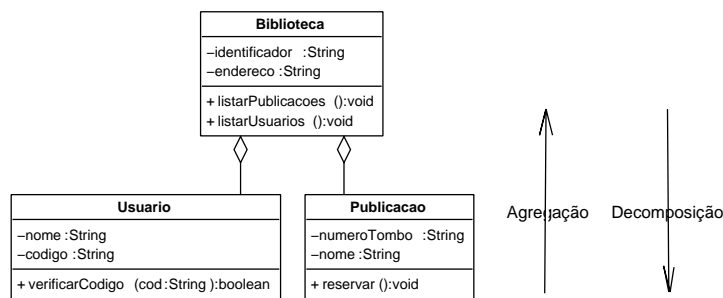 Biblioteca
–identificador :String
–endereco :String
+ listarPublicacoes ():void
+ listarUsuarios ():void
Usuario
–nome :String
–codigo :String
+ verificarCodigo (cod :String ):boolean
Publicacao
–numeroTombo :String
–nome :String
+ reservar ():void
Agregação
Decomposição